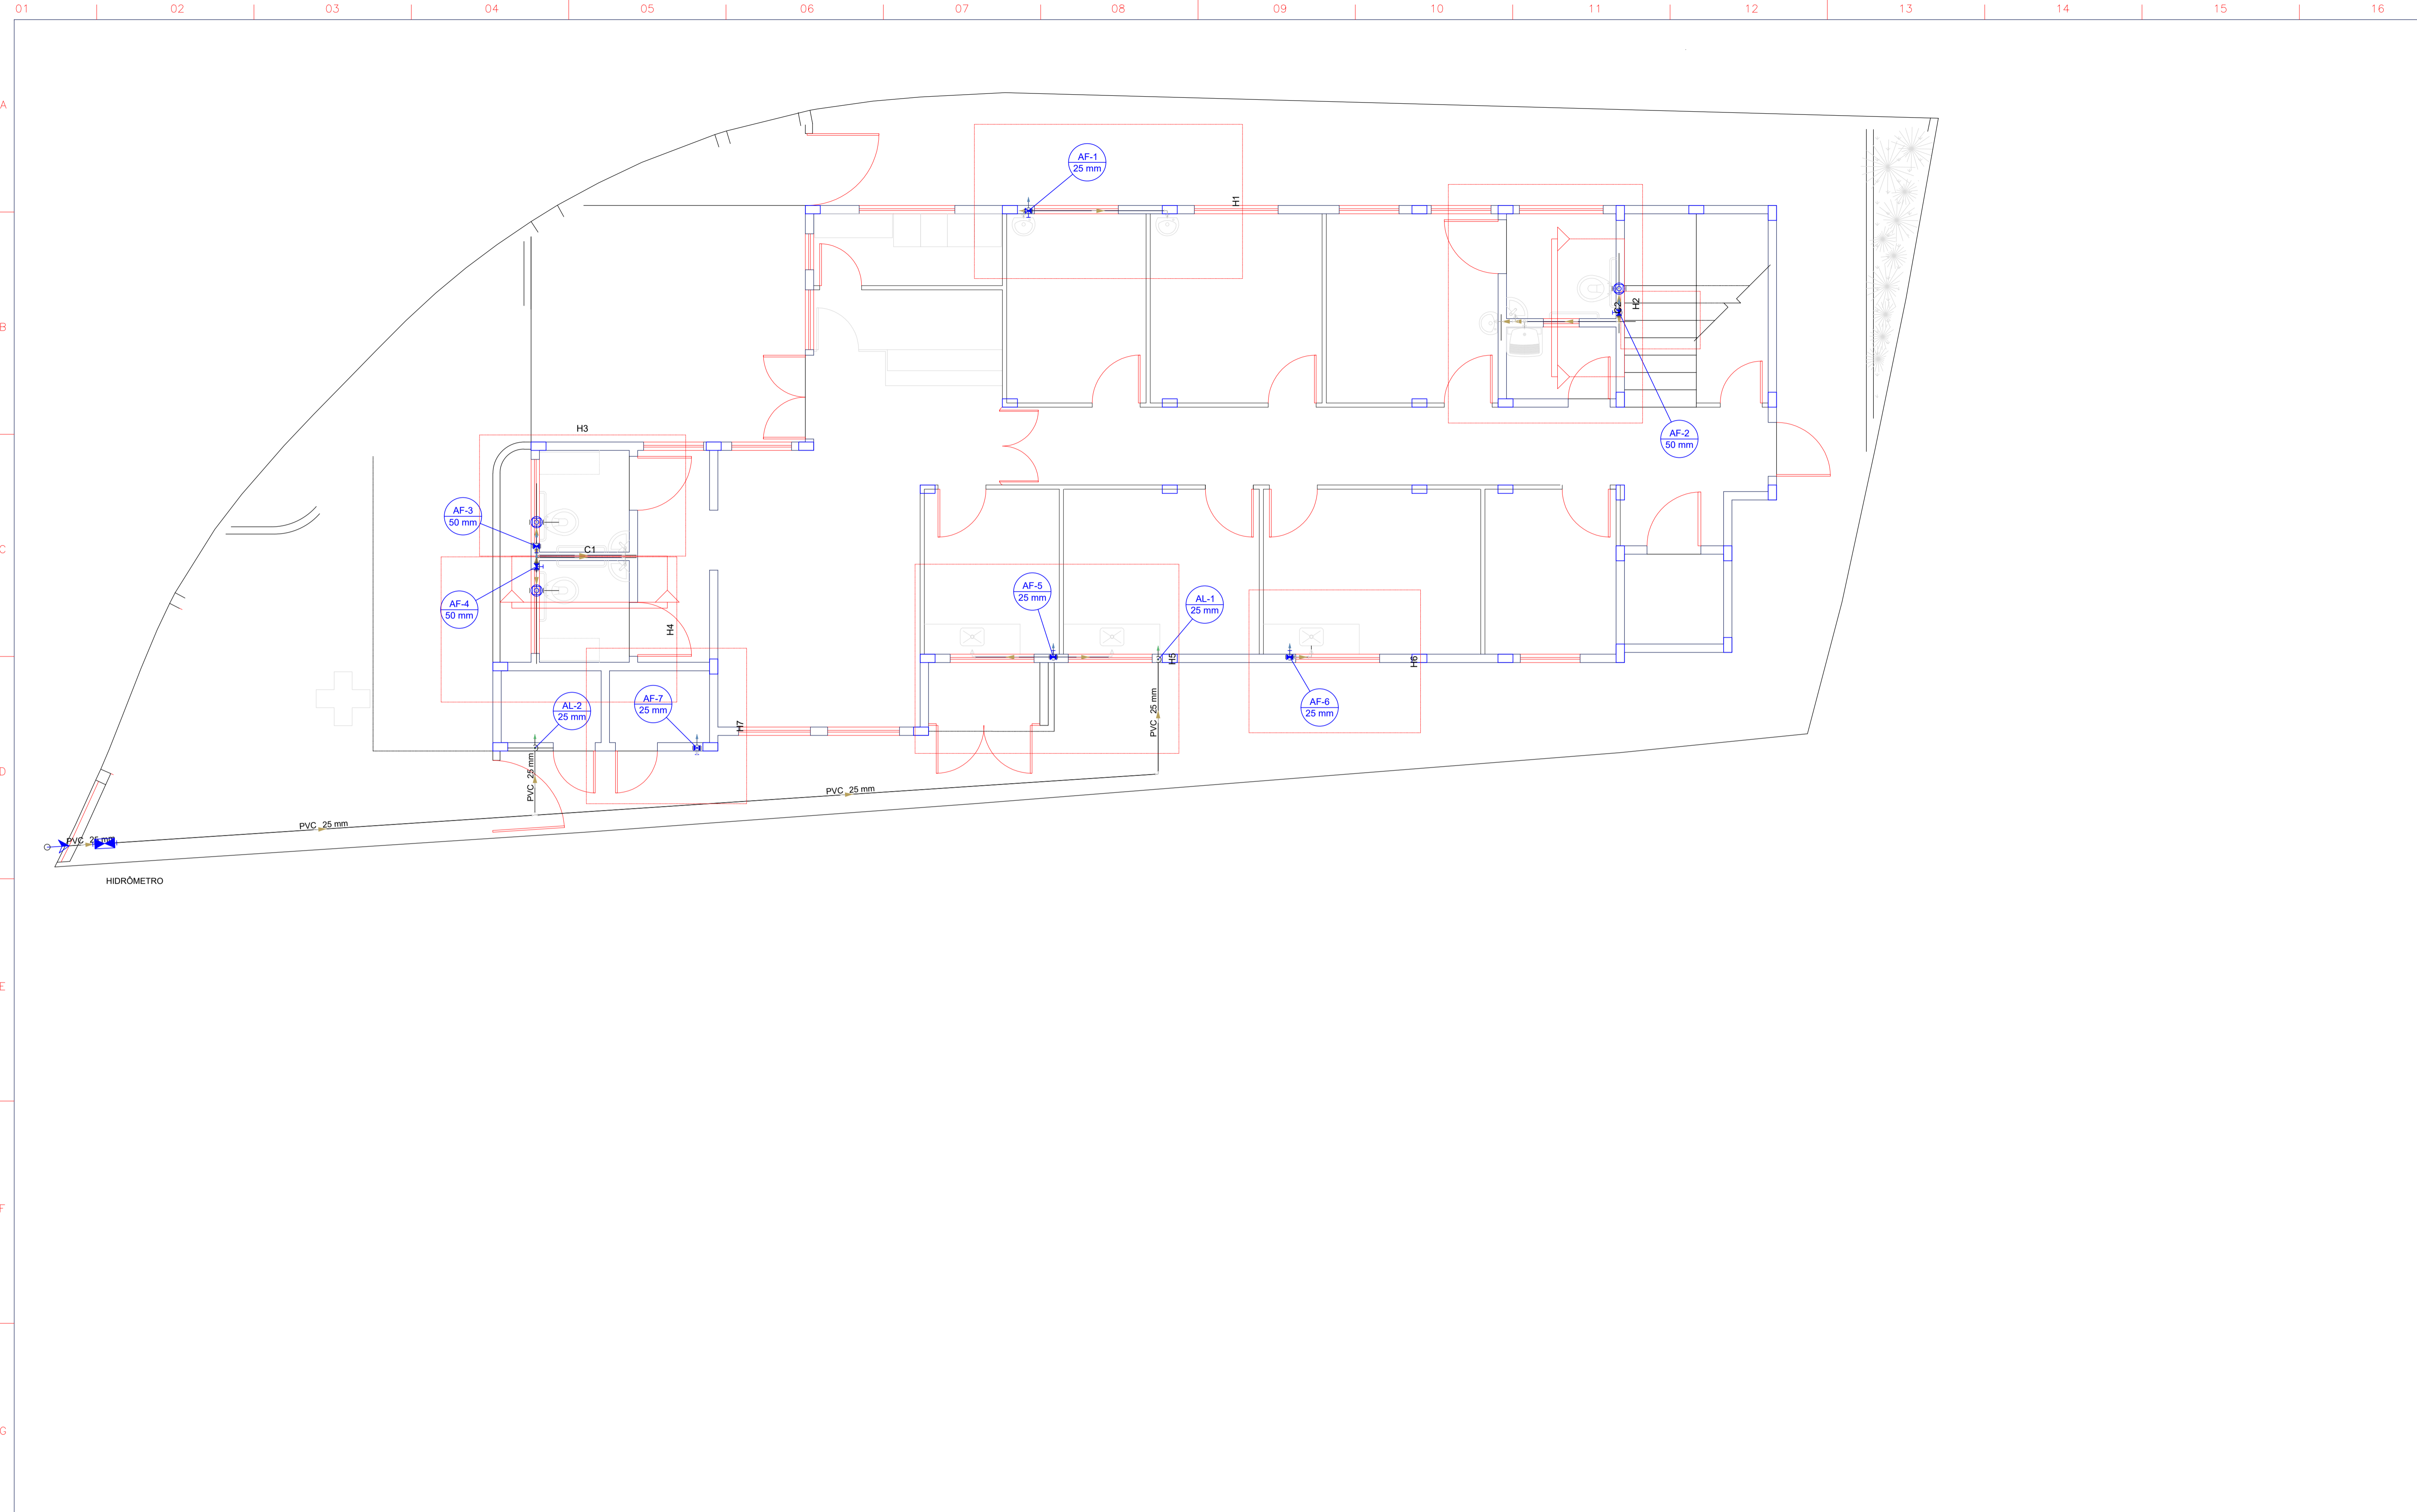 01 02 03 04 05 06 07 08 09 10 11 12 13 14 15 16
A
AF-1
25 mm
H1
B
C2
H2
H3
AF-2
50 mm
AF-3
50 mm
C
C1
AF-4
50 mm
H4
AF-5
25 mm
AL-1
25 mm
H5
H6
AL-2
25 mm
AF-7
25 mm
AF-6
25 mm
H7
PVC 25 mm
D
PVC 25 mm
PVC 25 mm
PVC 25 mm
PVC 25 mm
HIDRÔMETRO
E
F
G